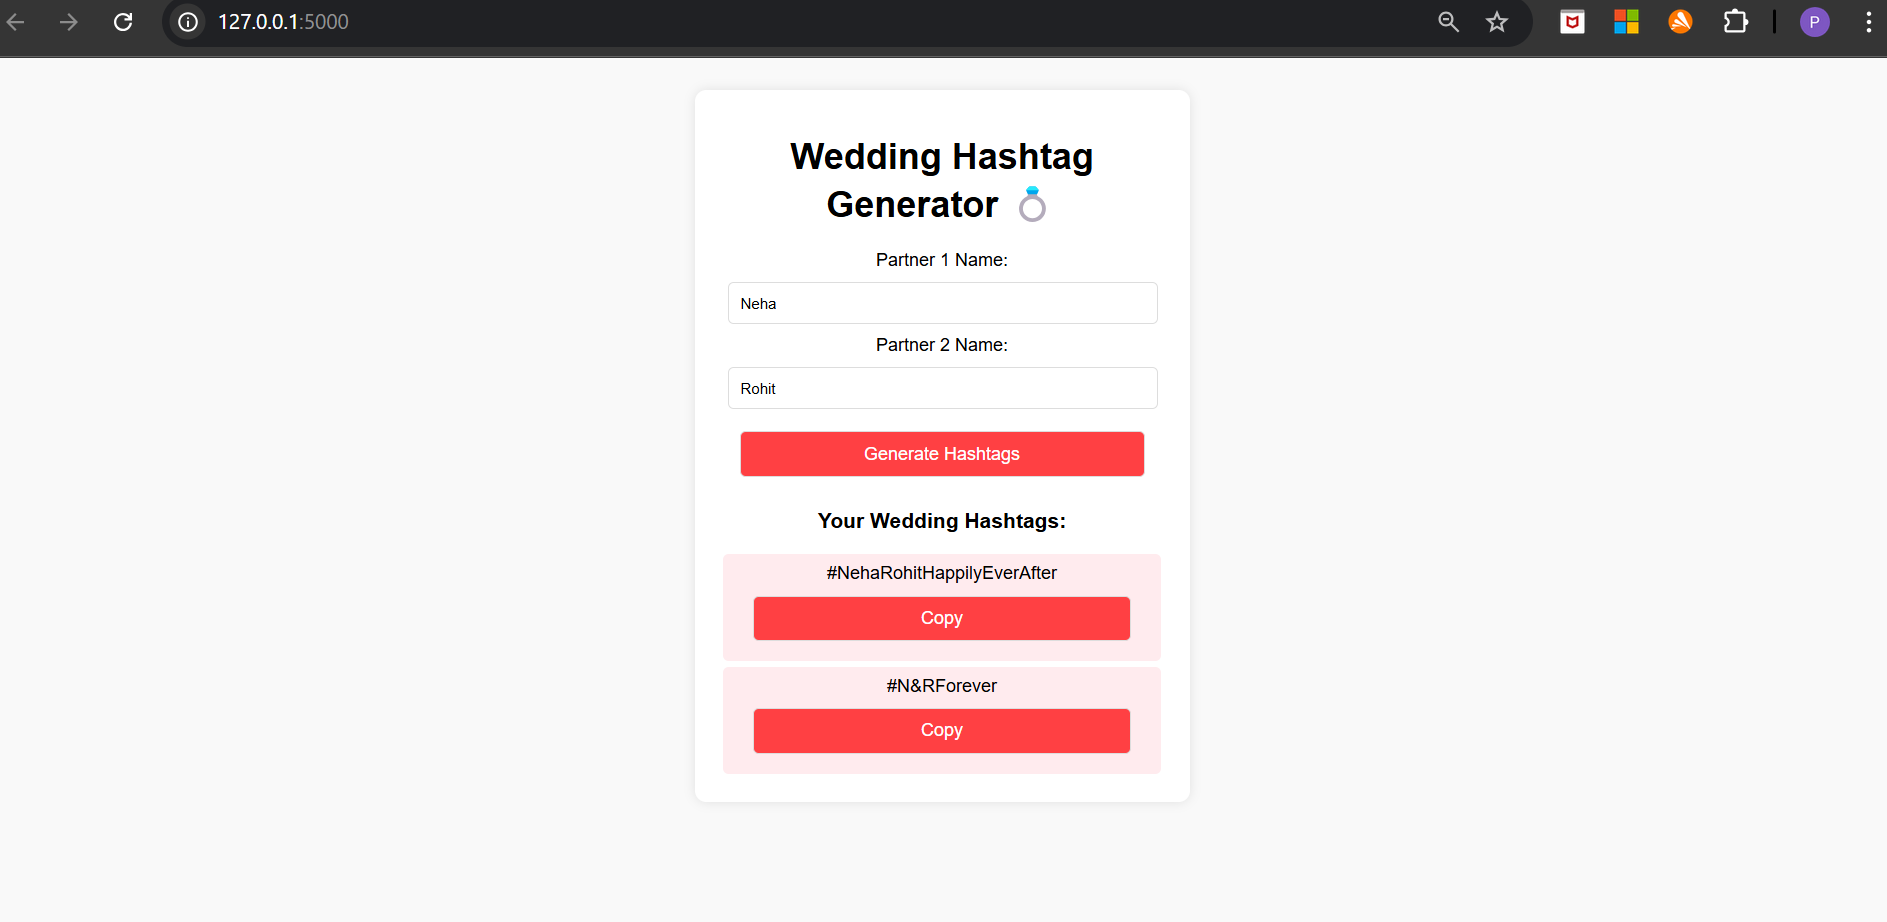 127.0.0.1:5000
P
Wedding Hashtag
Generator 💍
Partner 1 Name:
Neha
Partner 2 Name:
Rohit
Generate Hashtags
Your Wedding Hashtags:
#NehaRohitHappilyEverAfter
Copy
#N&RForever
Copy